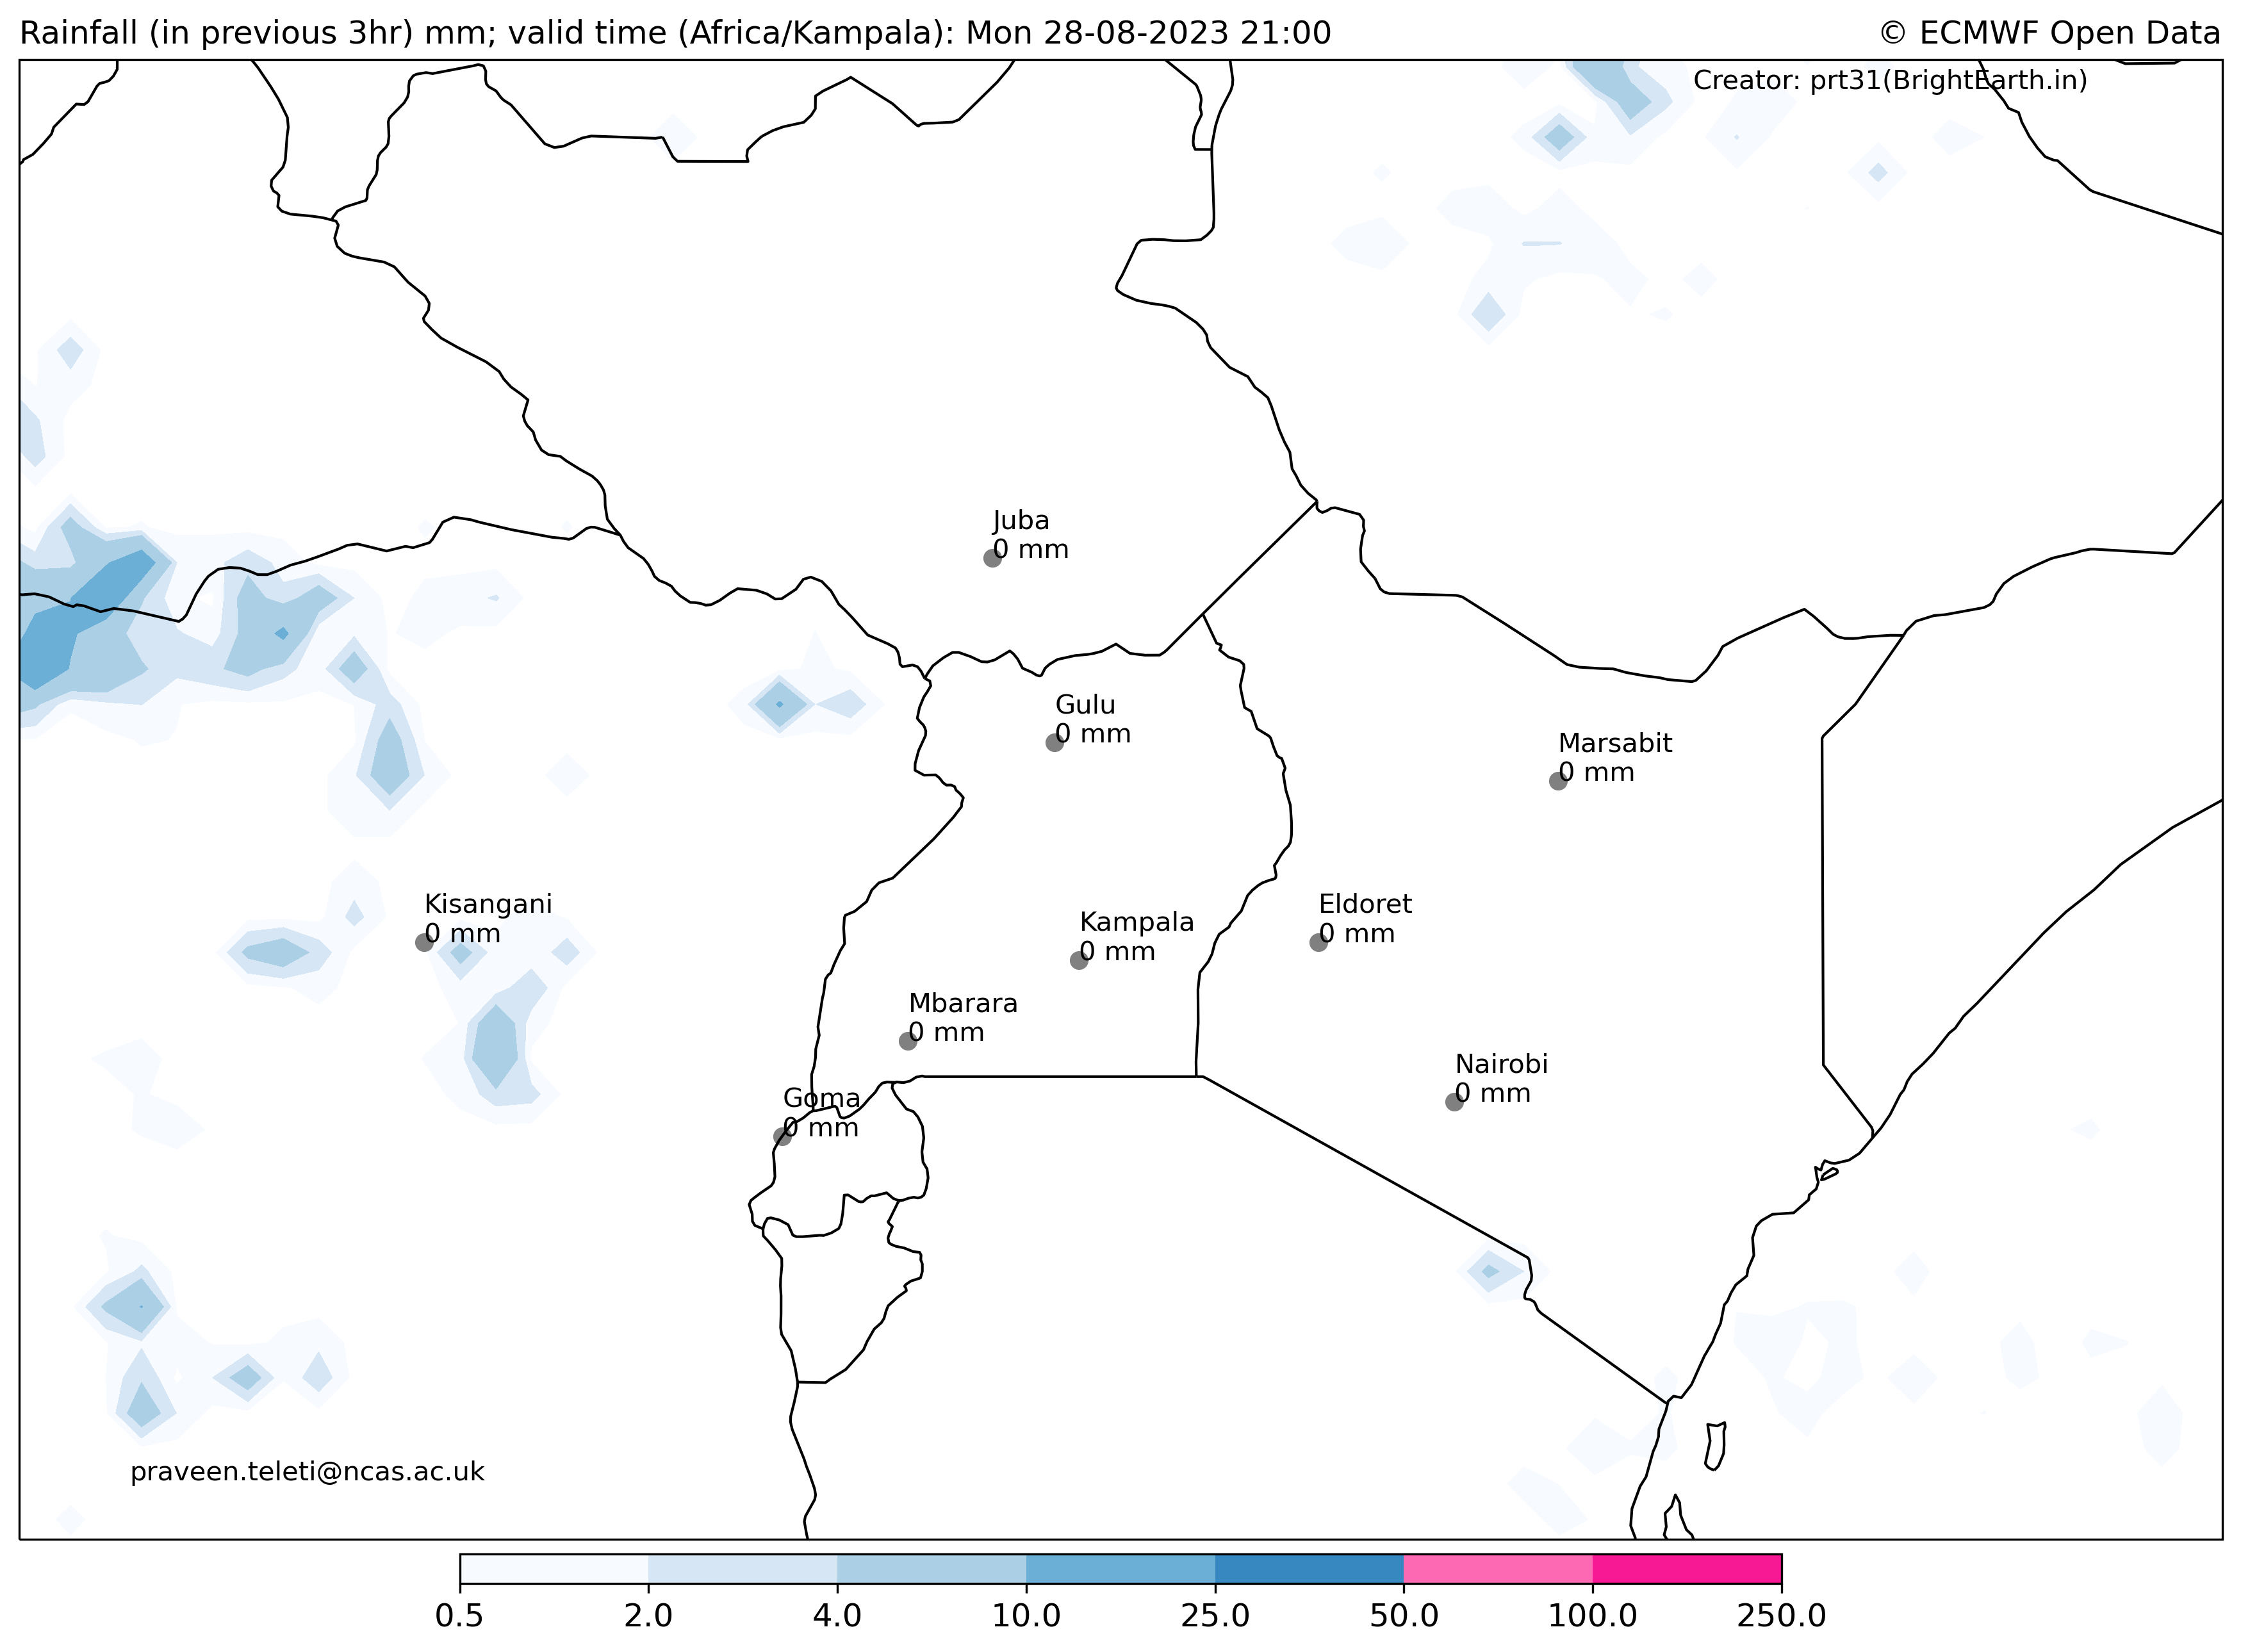 Rainfall (in previous 3hr) mm; valid time (Africa/Kampala): Mon 28-08-2023 21:00
© ECMWF Open Data
Creator: prt31(BrightEarth.in)
Juba
0 mm
Gulu
0 mm
Marsabit
0 mm
Kisangani
0 mm
Kampala
0 mm
Eldoret
0 mm
Mbarara
0 mm
Nairobi
0 mm
Goma
0 mm
praveen.teleti@ncas.ac.uk
0.5 2.0 4.0 10.0 25.0 50.0 100.0 250.0